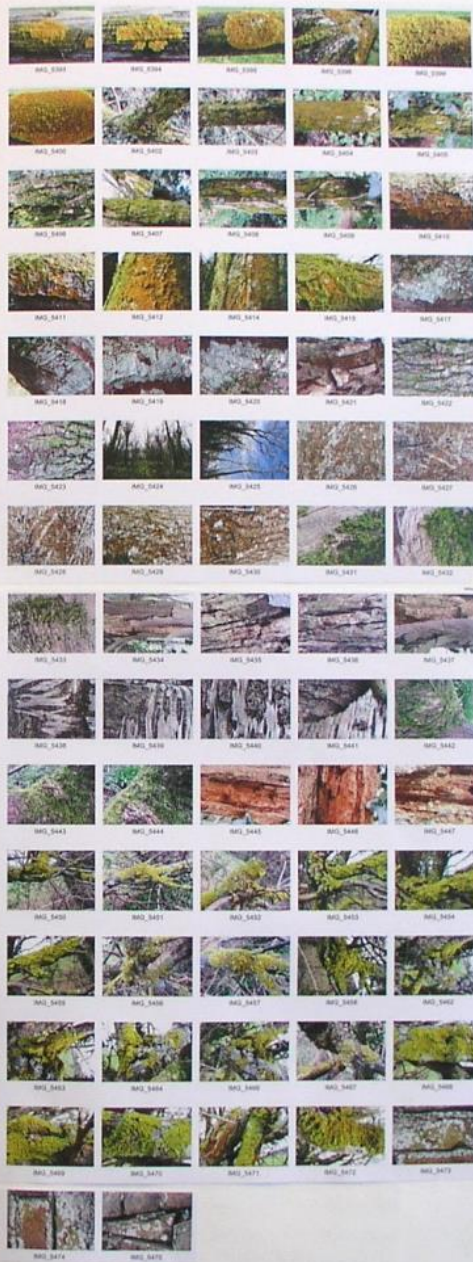 IMG_5393 IMG_5394 IMG_5395 IMG_5396 IMG_5399
IMG_5400 IMG_5402 IMG_5403 IMG_5404 IMG_5405
IMG_5406 IMG_5407 IMG_5408 IMG_5409 IMG_5410
IMG_5411 IMG_5412 IMG_5414 IMG_5415 IMG_5417
IMG_5418 IMG_5419 IMG_5420 IMG_5421 IMG_5422
IMG_5423 IMG_5424 IMG_5425 IMG_5426 IMG_5427
IMG_5428 IMG_5429 IMG_5430 IMG_5431 IMG_5432
IMG_5433 IMG_5434 IMG_5435 IMG_5436 IMG_5437
IMG_5438 IMG_5439 IMG_5440 IMG_5441 IMG_5442
IMG_5443 IMG_5444 IMG_5445 IMG_5446 IMG_5447
IMG_5450 IMG_5451 IMG_5452 IMG_5453 IMG_5454
IMG_5455 IMG_5456 IMG_5457 IMG_5458 IMG_5462
IMG_5463 IMG_5464 IMG_5467 IMG_5468
IMG_5469 IMG_5470 IMG_5471 IMG_5472 IMG_5473
IMG_5474 IMG_5475